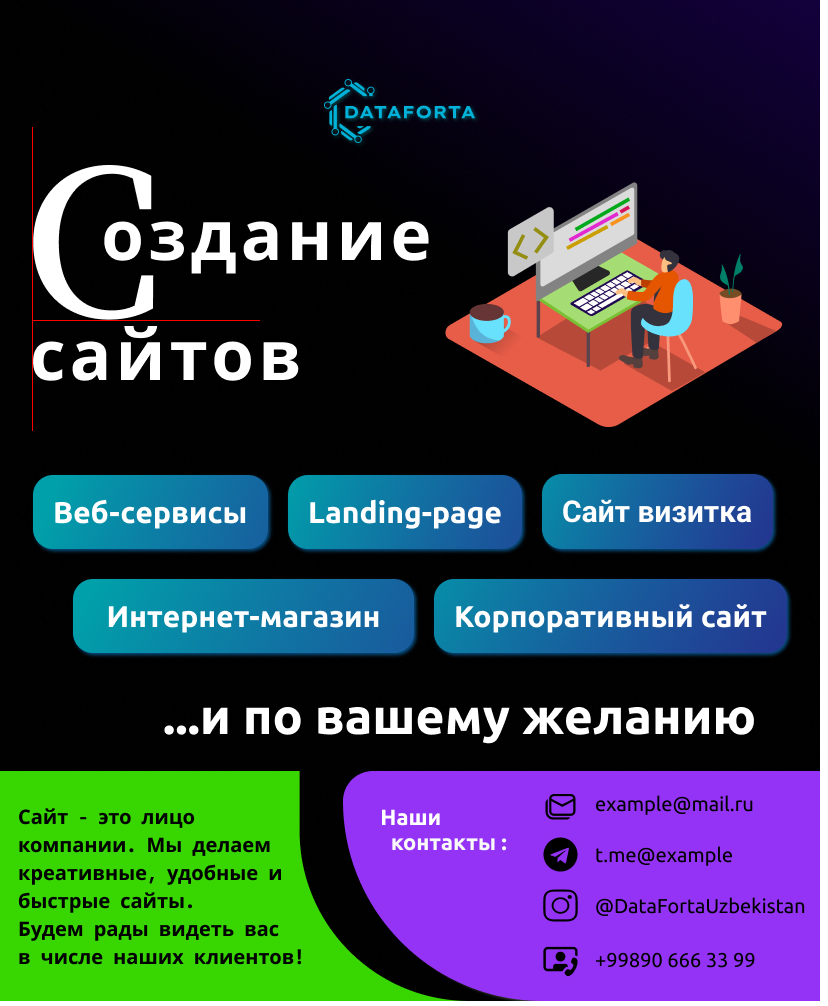 DATAFORTA
Создание
сайтов
Веб-сервисы
Landing-page
Сайт визитка
Интернет-магазин
Корпоративный сайт
...и по вашему желанию
Сайт - это лицо
компании. Мы делаем
креативные, удобные и
быстрые сайты.
Будем рады видеть вас
в числе наших клиентов!
Наши
контакты :
example@mail.ru
t.me@example
@DataFortaUzbekistan
+99890 666 33 99